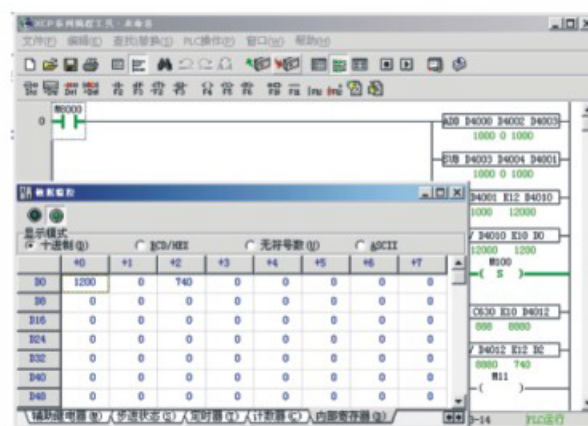 XCP系列编程工具 - 未命名
文件(F) 编辑(E) 查找\替换(S) PLC操作(P) 窗口(W) 帮助(H)
M8000
0
ADD D4000 D4002 D4003
1000 0 1000
SUB D4003 D4004 D4001
1000 0 1000
D4001 K12 D4010
1000 12000
D4010 K10 D0
12000 1200
M100
( S )
C630 K10 D4012
888 8880
D4012 K12 D2
8880 740
M11
( )
数据监控
显示模式
十进制(D) BCD/HEX 无符号数(U) ASCII
+0 +1 +2 +3 +4 +5 +6 +7
D0 1200 0 740 0 0 0 0 0
D8 0 0 0 0 0 0 0 0
D16 0 0 0 0 0 0 0 0
D24 0 0 0 0 0 0 0 0
D32 0 0 0 0 0 0 0 0
D40 0 0 0 0 0 0 0 0
D48 0 0 0 0 0 0 0 0
辅助继电器(M) 步进状态(S) 定时器(T) 计数器(C) 内部寄存器(D)
3-14 PLC运行